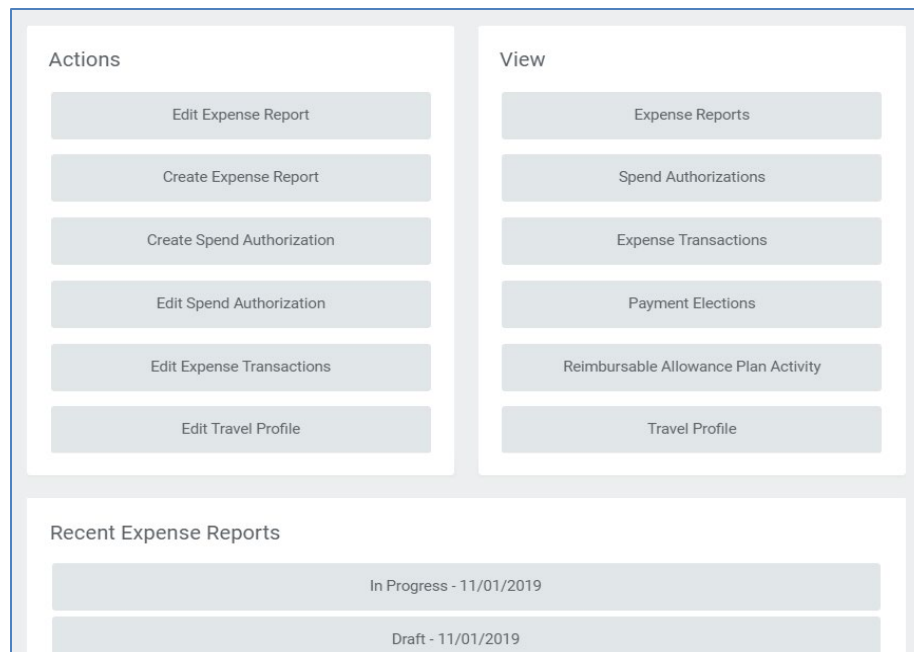 Actions
Edit Expense Report
Create Expense Report
Create Spend Authorization
Edit Spend Authorization
Edit Expense Transactions
Edit Travel Profile
View
Expense Reports
Spend Authorizations
Expense Transactions
Payment Elections
Reimbursable Allowance Plan Activity
Travel Profile
Recent Expense Reports
In Progress - 11/01/2019
Draft - 11/01/2019